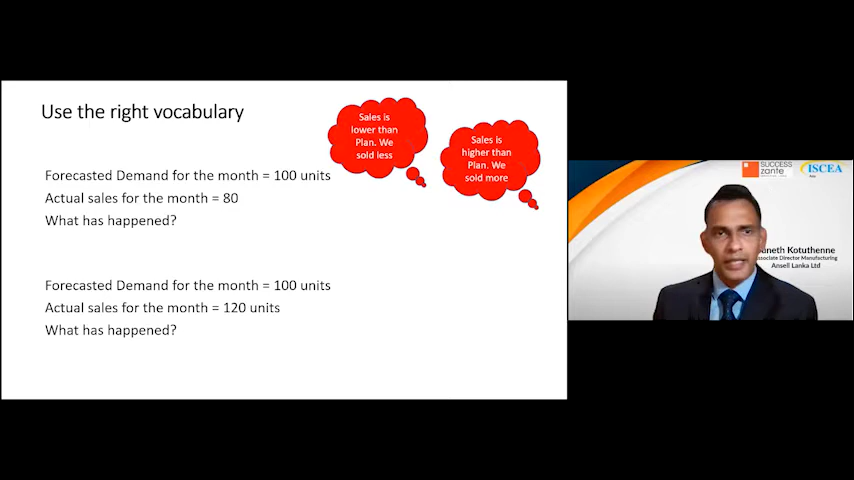 Use the right vocabulary
Sales is
lower than
Plan. We
sold less
Sales is
higher than
Plan. We
sold more
Forecasted Demand for the month = 100 units
Actual sales for the month = 80
What has happened?
Forecasted Demand for the month = 100 units
Actual sales for the month = 120 units
What has happened?
SUCCESS
zante
ISCEA
Kotuthenne
Director Manufacturing
Ansell Lanka Ltd